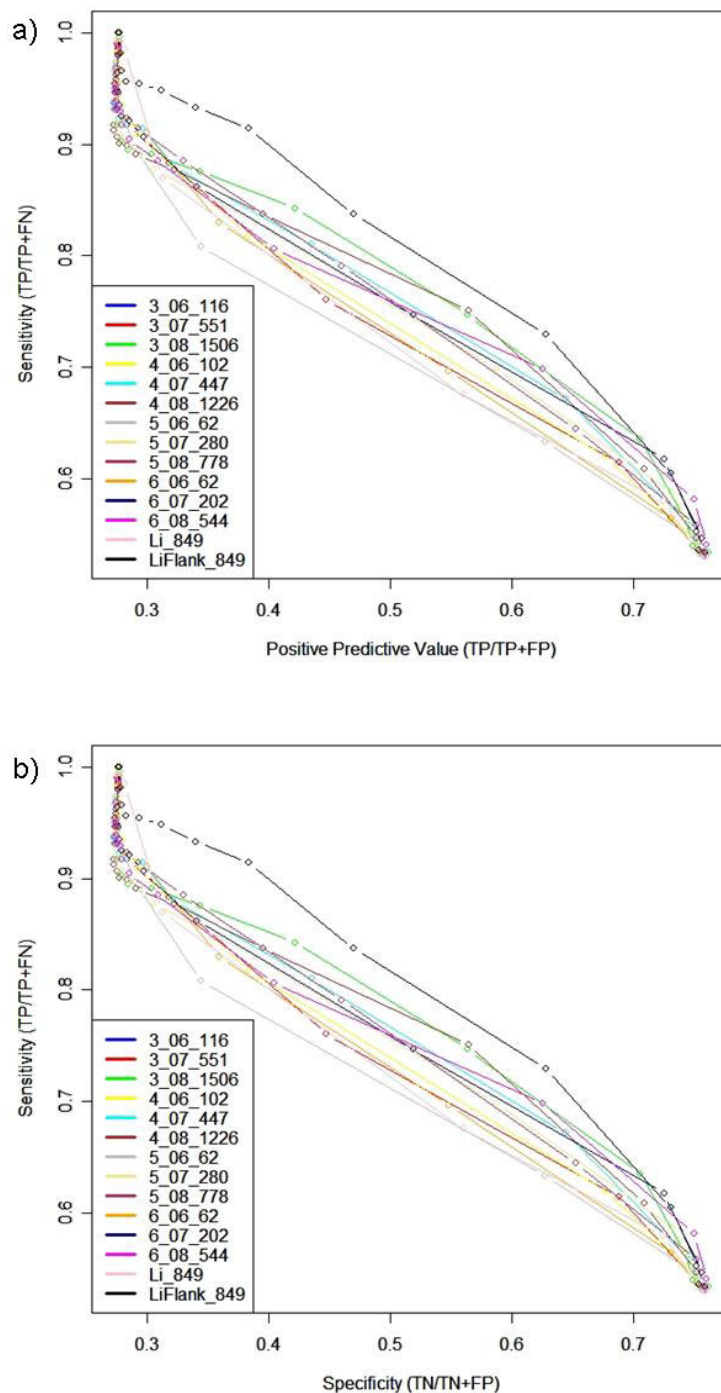 a)
Sensitivity (TP/TP+FN)
1.0
0.9
0.8
0.7
0.6
3_06_116
3_07_551
3_08_1506
4_06_102
4_07_447
4_08_1226
5_06_62
5_07_280
5_08_778
6_06_62
6_07_202
6_08_544
Li_849
LiFlank_849
0.3 0.4 0.5 0.6 0.7
Positive Predictive Value (TP/TP+FP)
b)
Sensitivity (TP/TP+FN)
1.0
0.9
0.8
0.7
0.6
3_06_116
3_07_551
3_08_1506
4_06_102
4_07_447
4_08_1226
5_06_62
5_07_280
5_08_778
6_06_62
6_07_202
6_08_544
Li_849
LiFlank_849
0.3 0.4 0.5 0.6 0.7
Specificity (TN/TN+FP)